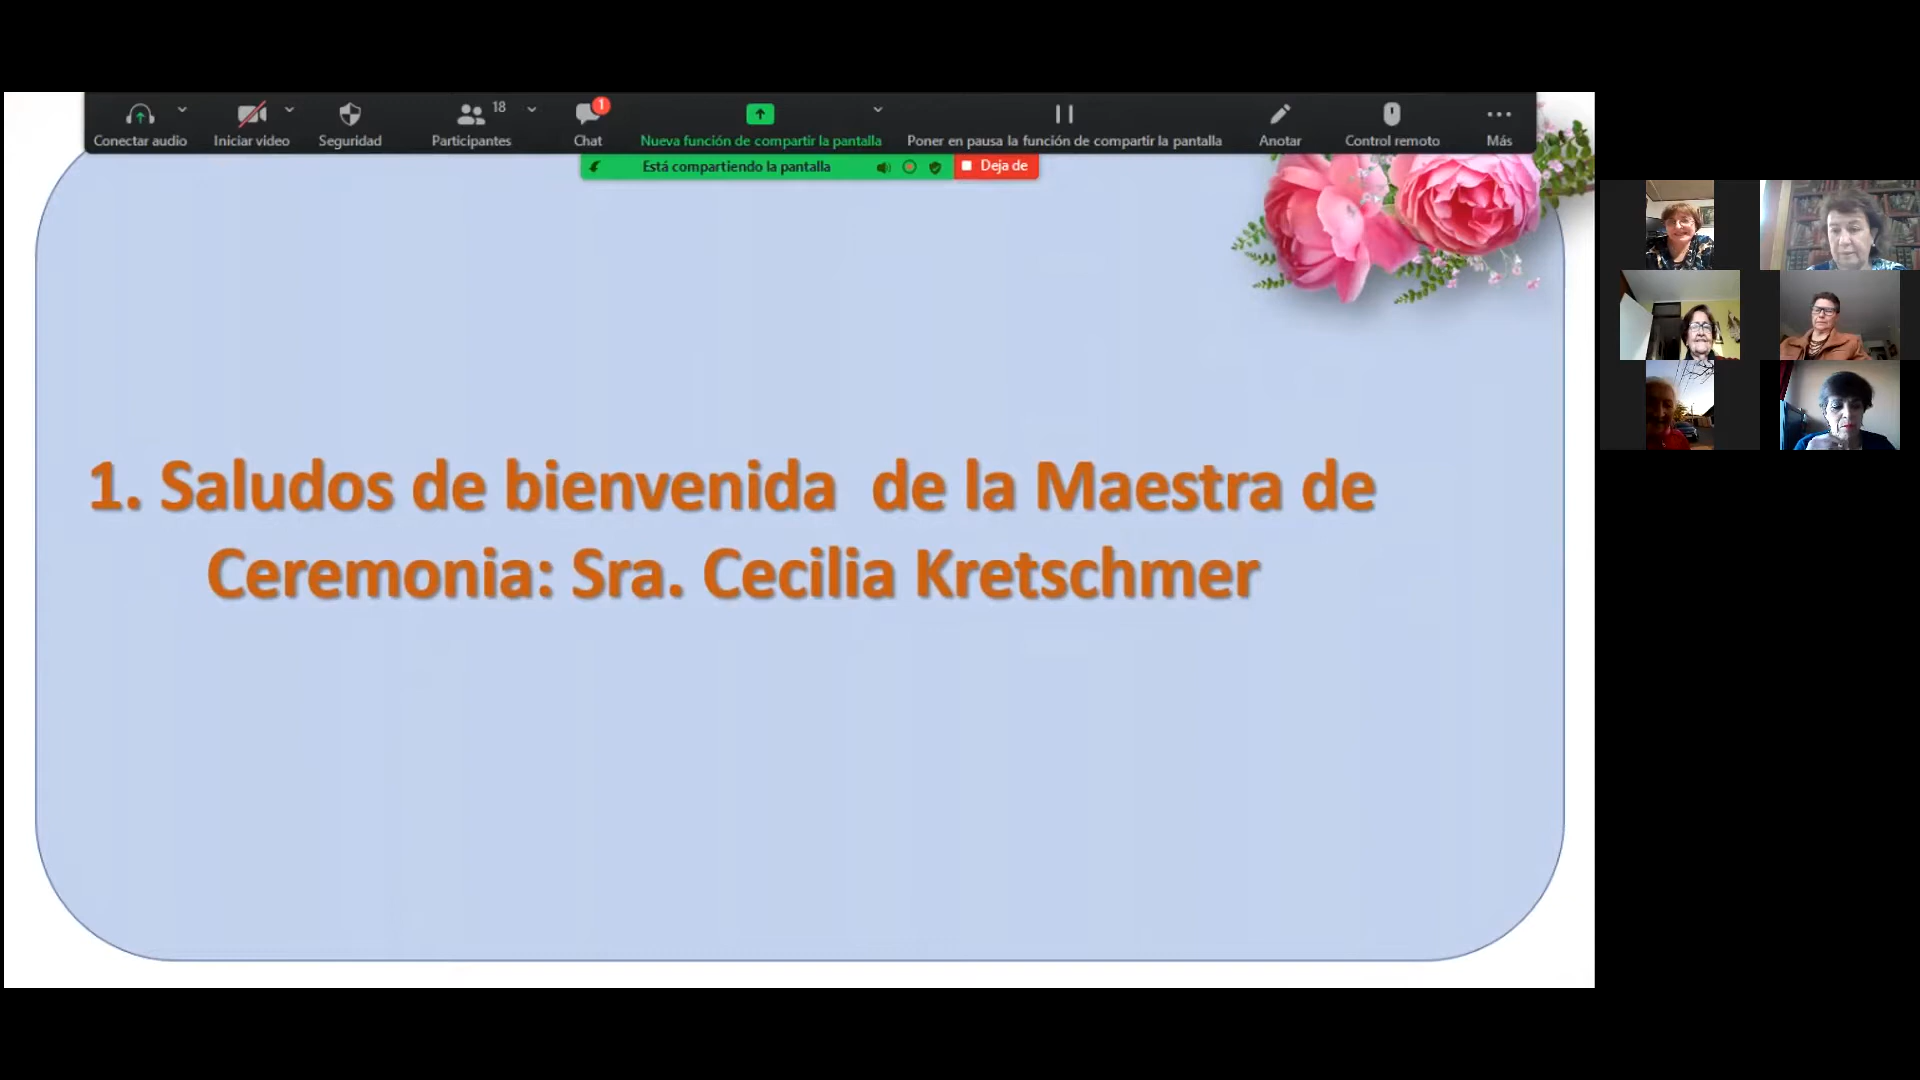 Conectar audio
Iniciar video
Seguridad
18
Participantes
1
Chat
Nueva función de compartir la pantalla
Poner en pausa la función de compartir la pantalla
Anotar
Control remoto
Más
Está compartiendo la pantalla
Deja de
1. Saludos de bienvenida  de la Maestra de
Ceremonia: Sra. Cecilia Kretschmer